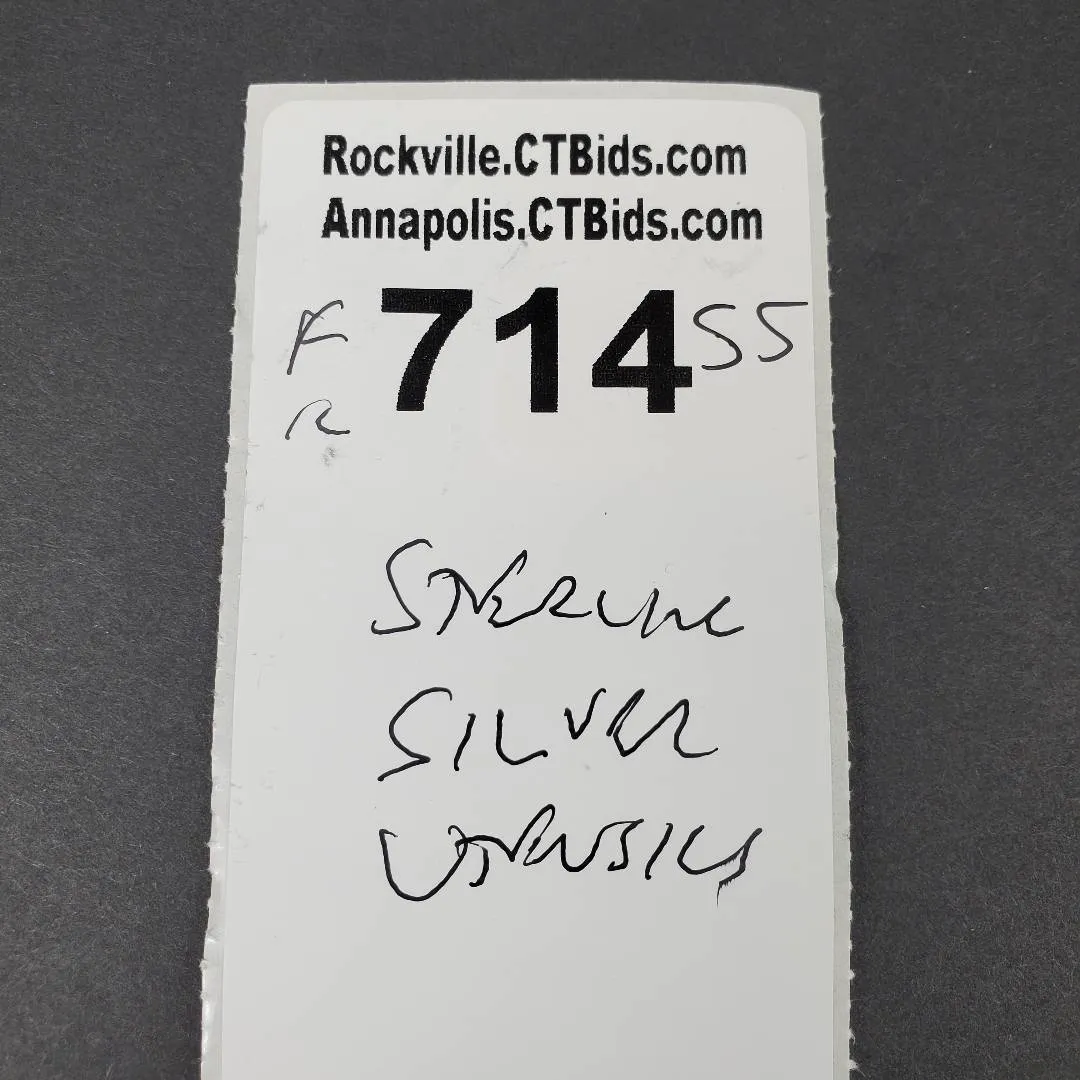 Rockville.CTBids.com
Annapolis.CTBids.com
F 714 55
R
STERLING
SILVER
UTENSILS